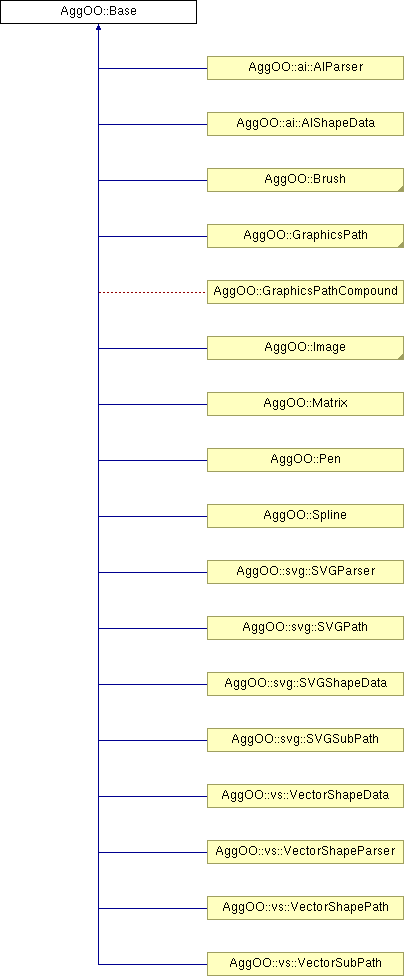 AggOO::Base
AggOO::ai::AIParser
AggOO::ai::AIShapeData
AggOO::Brush
AggOO::GraphicsPath
AggOO::GraphicsPathCompound
AggOO::Image
AggOO::Matrix
AggOO::Pen
AggOO::Spline
AggOO::svg::SVGParser
AggOO::svg::SVGPath
AggOO::svg::SVGShapeData
AggOO::svg::SVGSubPath
AggOO::vs::VectorShapeData
AggOO::vs::VectorShapeParser
AggOO::vs::VectorShapePath
AggOO::vs::VectorSubPath